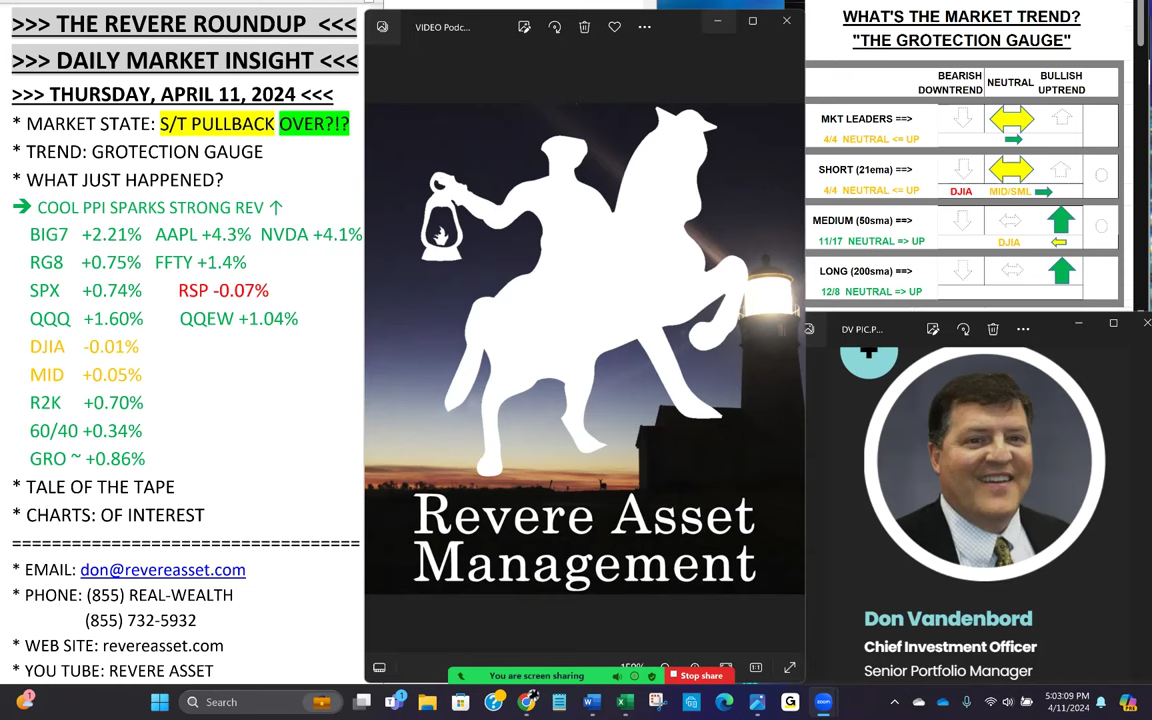 >>> THE REVERE ROUNDUP <<<
>>> DAILY MARKET INSIGHT <<<
>>> THURSDAY, APRIL 11, 2024 <<<
* MARKET STATE: S/T PULLBACK OVER?!?
* TREND: GROTECTION GAUGE
* WHAT JUST HAPPENED?
➔ COOL PPI SPARKS STRONG REV ↑
BIG7 +2.21% AAPL +4.3% NVDA +4.1%
RG8 +0.75% FFTY +1.4%
SPX +0.74% RSP -0.07%
QQQ +1.60% QQEW +1.04%
DJIA -0.01%
MID +0.05%
R2K +0.70%
60/40 +0.34%
GRO ~ +0.86%
* TALE OF THE TAPE
* CHARTS: OF INTEREST
===================================
* EMAIL: don@revereasset.com
* PHONE: (855) REAL-WEALTH
(855) 732-5932
* WEB SITE: revereasset.com
* YOU TUBE: REVERE ASSET
VIDEO Podc...
Revere Asset
Management
You are screen sharing
Stop share
WHAT'S THE MARKET TREND?
"THE GROTECTION GAUGE"
BEARISH DOWNTREND NEUTRAL BULLISH UPTREND
MKT LEADERS ==>
4/4 NEUTRAL <= UP
SHORT (21ema) ==>
4/4 NEUTRAL <= UP DJIA MID/SML
MEDIUM (50sma) ==>
11/17 NEUTRAL => UP DJIA
LONG (200sma) ==>
12/8 NEUTRAL => UP
DV PIC.P...
Don Vandenbord
Chief Investment Officer
Senior Portfolio Manager
Search
5:03:09 PM
4/11/2024